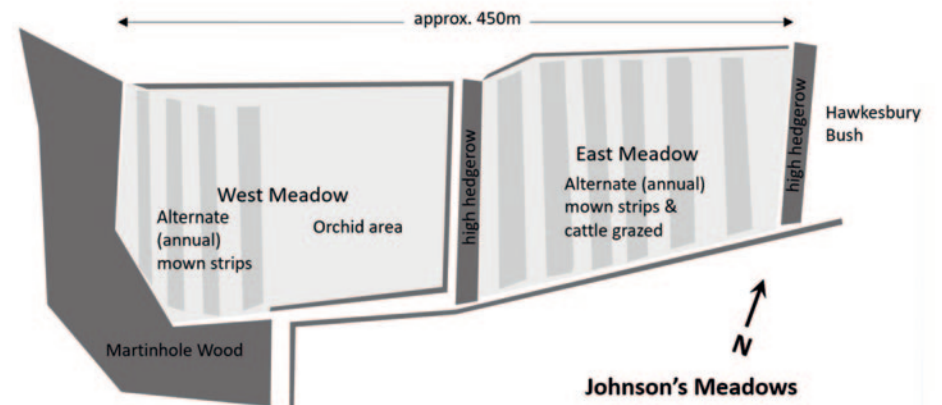 approx. 450m
high hedgerow
high hedgerow
Hawkesbury
Bush
East Meadow
Alternate (annual)
mown strips &
cattle grazed
West Meadow
Alternate
(annual)
mown strips
Orchid area
Martinhole Wood
N
Johnson's Meadows